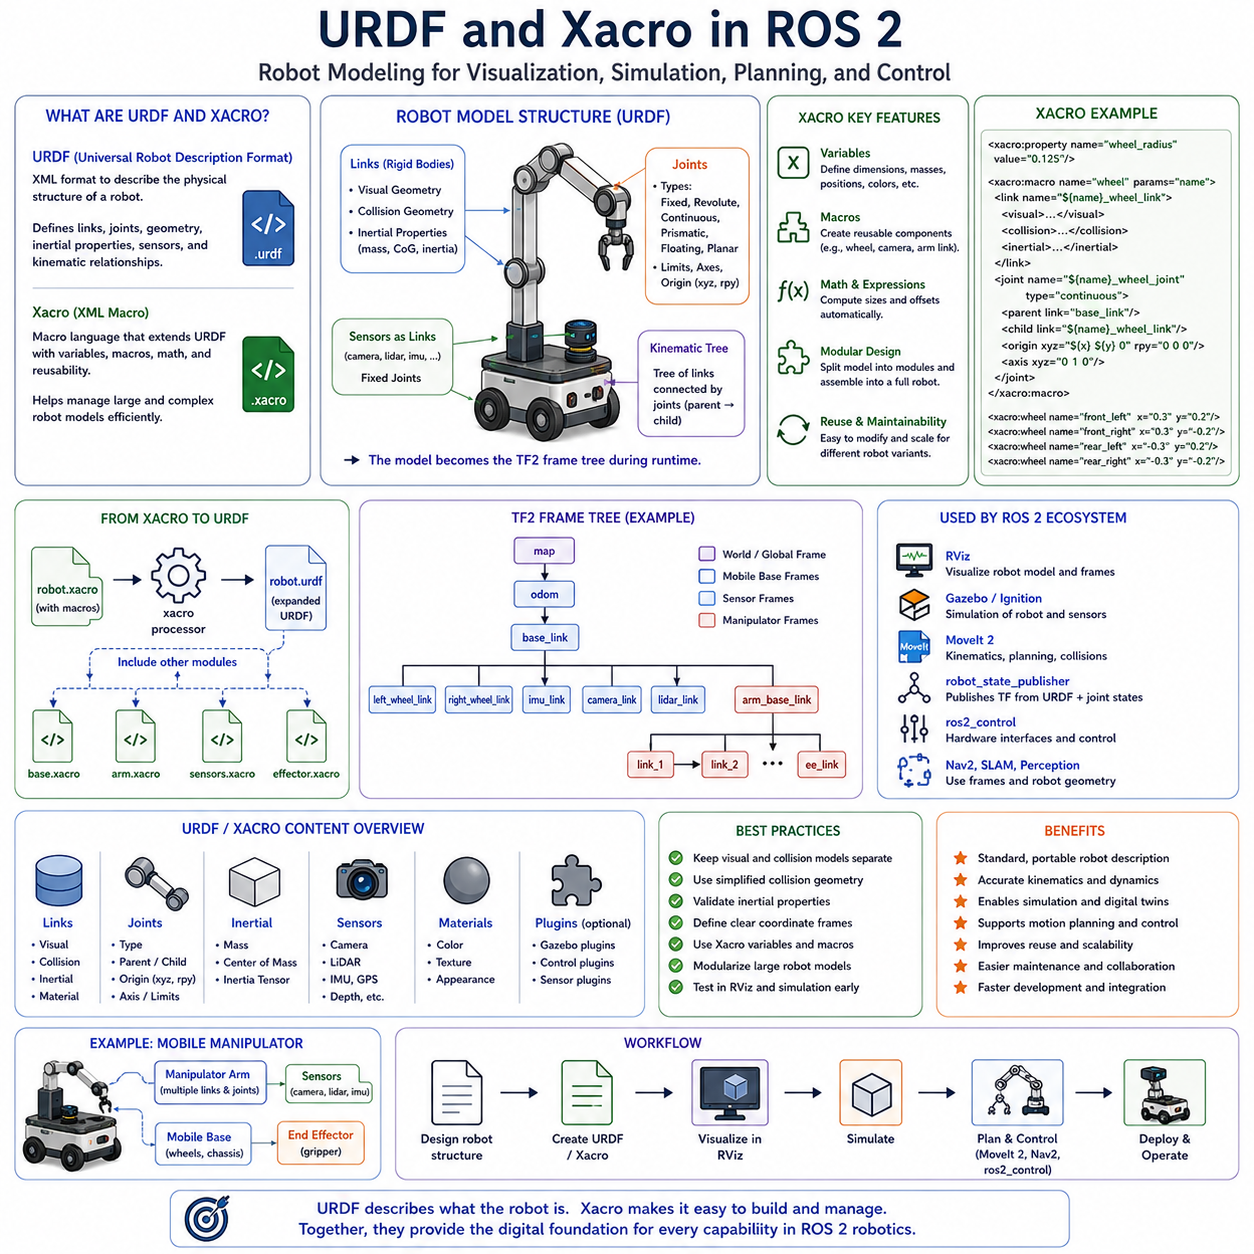 URDF and Xacro in ROS 2
Robot Modeling for Visualization, Simulation, Planning, and Control
WHAT ARE URDF AND XACRO?
URDF (Universal Robot Description Format)
XML format to describe the physical
structure of a robot.
Defines links, joints, geometry,
inertial properties, sensors, and
kinematic relationships.
</>
.urdf
Xacro (XML Macro)
Macro language that extends URDF
with variables, macros, math, and
reusability.
Helps manage large and complex
robot models efficiently.
</>
.xacro
ROBOT MODEL STRUCTURE (URDF)
Links (Rigid Bodies)
• Visual Geometry
• Collision Geometry
• Inertial Properties
(mass, CoG, inertia)
Joints
• Types:
Fixed, Revolute,
Continuous,
Prismatic,
Floating, Planar
• Limits, Axes,
Origin (xyz, rpy)
Sensors as Links
(camera, lidar, imu, ...)
Fixed Joints
Kinematic Tree
Tree of links
connected by
joints (parent →
child)
→ The model becomes the TF2 frame tree during runtime.
XACRO KEY FEATURES
X
Variables
Define dimensions, masses,
positions, colors, etc.
Macros
Create reusable components
(e.g., wheel, camera, arm link).
f(x)
Math & Expressions
Compute sizes and offsets
automatically.
Modular Design
Split model into modules and
assemble into a full robot.
Reuse & Maintainability
Easy to modify and scale for
different robot variants.
XACRO EXAMPLE
<xacro:property name="wheel_radius"
value="0.125"/>
<xacro:macro name="wheel" params="name">
<link name="${name}_wheel_link">
<visual>...</visual>
<collision>...</collision>
<inertial>...</inertial>
</link>
<joint name="${name}_wheel_joint"
type="continuous">
<parent link="base_link"/>
<child link="${name}_wheel_link"/>
<origin xyz="${x} ${y} 0" rpy="0 0 0"/>
<axis xyz="0 1 0"/>
</joint>
</xacro:macro>
<xacro:wheel name="front_left" x="0.3" y="0.2"/>
<xacro:wheel name="front_right" x="0.3" y="-0.2"/>
<xacro:wheel name="rear_left" x="-0.3" y="0.2"/>
<xacro:wheel name="rear_right" x="-0.3" y="-0.2"/>
FROM XACRO TO URDF
robot.xacro
(with macros)
xacro
processor
robot.urdf
(expanded
URDF)
Include other modules
</>
</>
</>
</>
base.xacro
arm.xacro
sensors.xacro
effector.xacro
TF2 FRAME TREE (EXAMPLE)
map
odom
base_link
left_wheel_link
right_wheel_link
imu_link
camera_link
lidar_link
arm_base_link
link_1
link_2
•••
ee_link
World / Global Frame
Mobile Base Frames
Sensor Frames
Manipulator Frames
USED BY ROS 2 ECOSYSTEM
RViz
Visualize robot model and frames
Gazebo / Ignition
Simulation of robot and sensors
MoveIt
MoveIt 2
Kinematics, planning, collisions
robot_state_publisher
Publishes TF from URDF + joint states
ros2_control
Hardware interfaces and control
Nav2, SLAM, Perception
Use frames and robot geometry
URDF / XACRO CONTENT OVERVIEW
Links
• Visual
• Collision
• Inertial
• Material
Joints
• Type
• Parent / Child
• Origin (xyz, rpy)
• Axis / Limits
Inertial
• Mass
• Center of Mass
• Inertia Tensor
Sensors
• Camera
• LiDAR
• IMU, GPS
• Depth, etc.
Materials
• Color
• Texture
• Appearance
Plugins (optional)
• Gazebo plugins
• Control plugins
• Sensor plugins
BEST PRACTICES
Keep visual and collision models separate
Use simplified collision geometry
Validate inertial properties
Define clear coordinate frames
Use Xacro variables and macros
Modularize large robot models
Test in RViz and simulation early
BENEFITS
Standard, portable robot description
Accurate kinematics and dynamics
Enables simulation and digital twins
Supports motion planning and control
Improves reuse and scalability
Easier maintenance and collaboration
Faster development and integration
EXAMPLE: MOBILE MANIPULATOR
Manipulator Arm
(multiple links & joints)
Sensors
(camera, lidar, imu)
Mobile Base
(wheels, chassis)
End Effector
(gripper)
WORKFLOW
Design robot
structure
Create URDF
/ Xacro
Visualize in
RViz
Simulate
Plan & Control
(MoveIt 2, Nav2,
ros2_control)
Deploy &
Operate
URDF describes what the robot is. Xacro makes it easy to build and manage.
Together, they provide the digital foundation for every capabiliity in ROS 2 robotics.